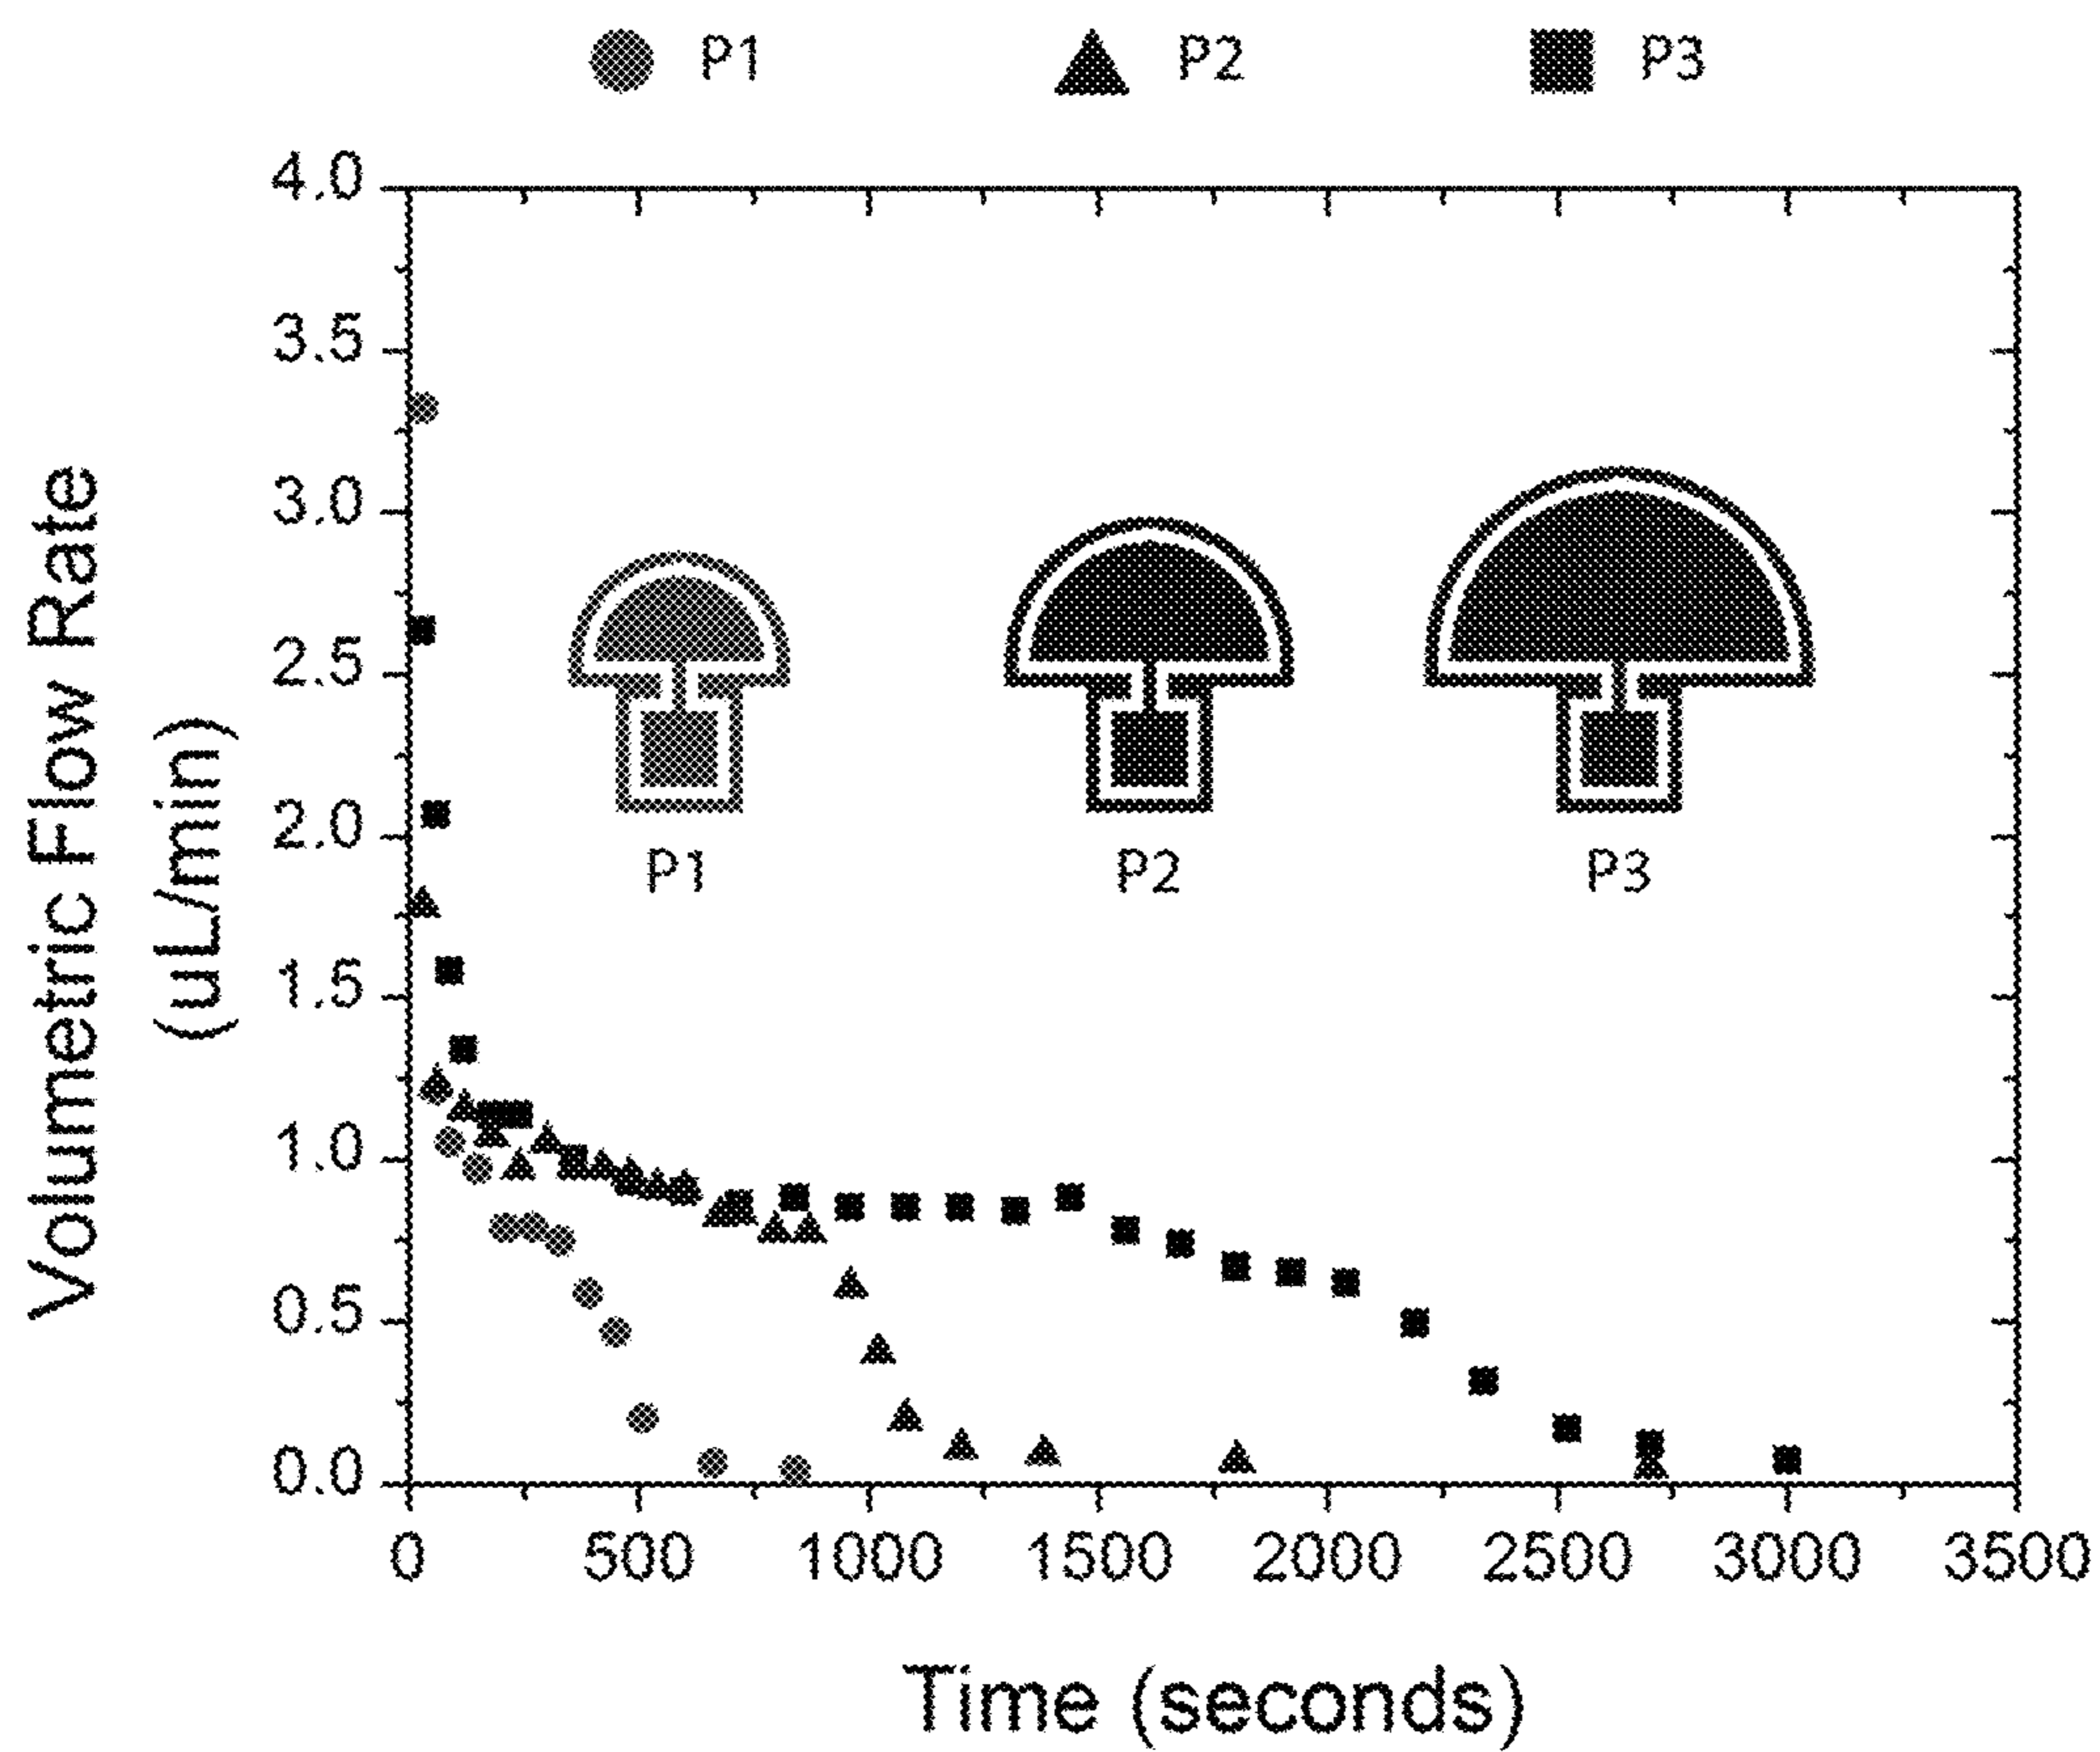 P1 P2 P3
4.0
3.5
3.0
2.5
2.0
1.5
1.0
0.5
0.0
Volumetric Flow Rate
(uL/min)
P1 P2 P3
0 500 1000 1500 2000 2500 3000 3500
Time (seconds)